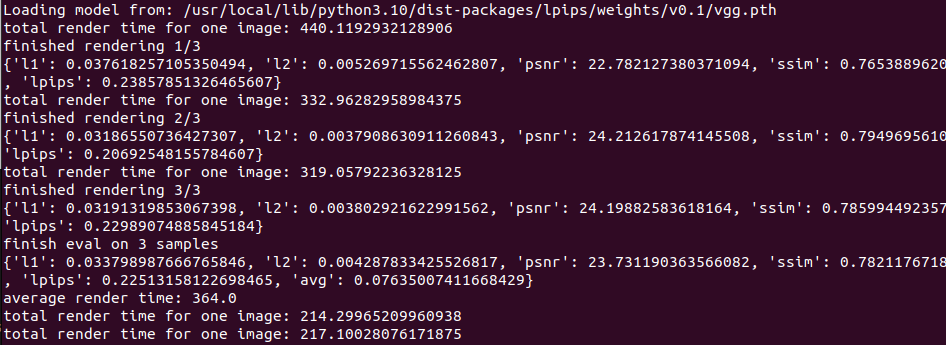 Loading model from: /usr/local/lib/python3.10/dist-packages/lpips/weights/v0.1/vgg.pth
total render time for one image: 440.1192932128906
finished rendering 1/3
{'l1': 0.037618257105350494, 'l2': 0.005269715562462807, 'psnr': 22.782127380371094, 'ssim': 0.7653889620
, 'lpips': 0.23857851326465607}
total render time for one image: 332.96282958984375
finished rendering 2/3
{'l1': 0.03186550736427307, 'l2': 0.0037908630911260843, 'psnr': 24.212617874145508, 'ssim': 0.7949695610
'lpips': 0.20692548155784607}
total render time for one image: 319.05792236328125
finished rendering 3/3
{'l1': 0.03191319853067398, 'l2': 0.003802921622991562, 'psnr': 24.19882583618164, 'ssim': 0.785994492357
'lpips': 0.22989074885845184}
finish eval on 3 samples
{'l1': 0.033798987666765846, 'l2': 0.004287833425526817, 'psnr': 23.731190363566082, 'ssim': 0.7821176718
, 'lpips': 0.22513158122698465, 'avg': 0.07635007411668429}
average render time: 364.0
total render time for one image: 214.29965209960938
total render time for one image: 217.10028076171875